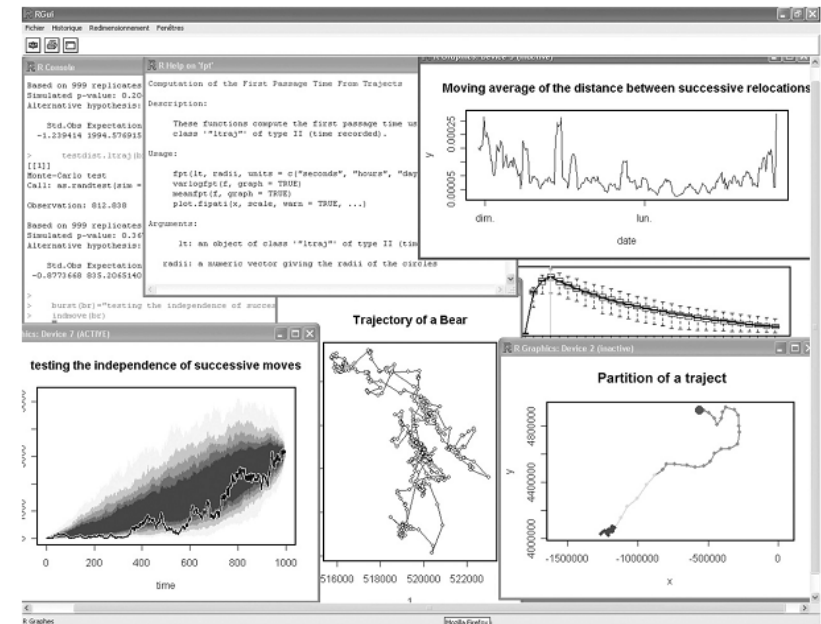 RGui
Fichier Historique Redimensionnement Fenêtres
R Console
Based on 999 replicates
Simulated p-value: 0.20
Alternative hypothesis:
Std.Obs Expectation
-1.239414 1994.576915
> testdist.ltraj(b
[[1]]
Monte-Carlo test
Call: as.randtest(sim =
Observation: 812.838
Based on 999 replicates
Simulated p-value: 0.36
Alternative hypothesis:
Std.Obs Expectation
-0.8773668 835.2065140
>
> burst(br)="testing the independence of succes
> indmove(br)
R Help on 'fpt'
Computation of the First Passage Time From Trajects
Description:
These functions compute the first passage time us
class '"ltraj"' of type II (time recorded).
Usage:
fpt(lt, radii, units = c("seconds", "hours", "day
varlogfpt(f, graph = TRUE)
meanfpt(f, graph = TRUE)
plot.fipati(x, scale, warn = TRUE, ...)
Arguments:
lt: an object of class '"ltraj"' of type II (tim
radii: a numeric vector giving the radii of the circles
R Graphics: Device 5 (inactive)
Moving average of the distance between successive relocations
y
0.00025
0.00005
dim.
lun.
date
ics: Device 7 (ACTIVE)
testing the independence of successive moves
0 200 400 600 800 1000
time
Trajectory of a Bear
516000 518000 520000 522000
R Graphics: Device 2 (inactive)
Partition of a traject
y
4800000
4400000
4000000
-1500000 -1000000 -500000 0
x
R Graphes
Mozilla Firefox